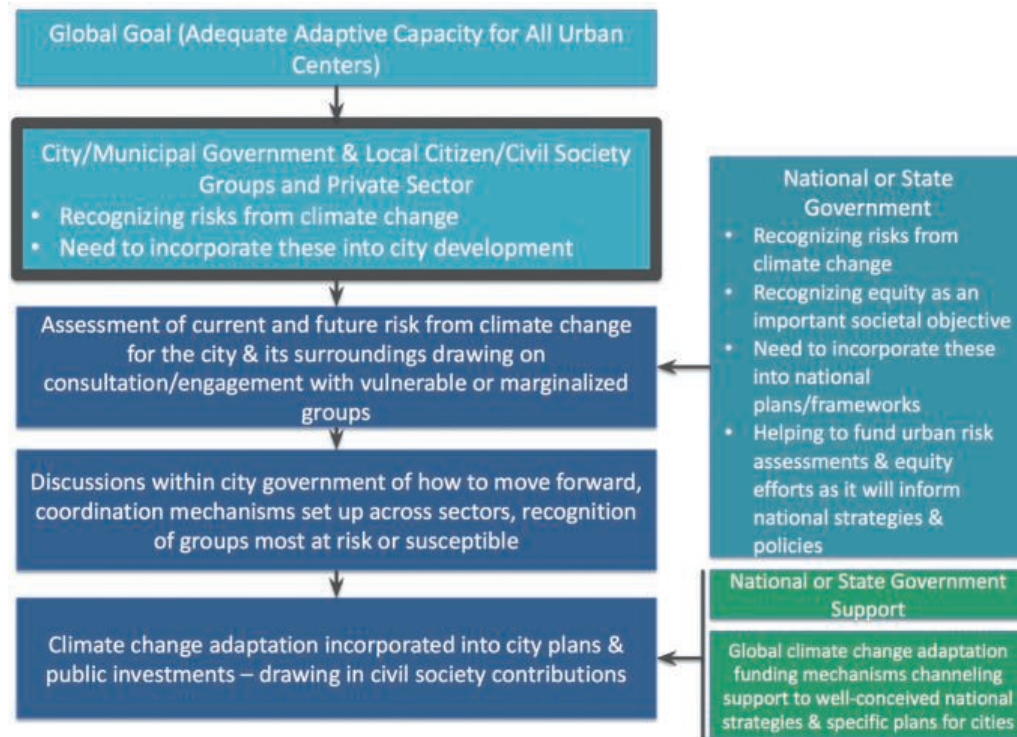 Global Goal (Adequate Adaptive Capacity for All Urban
Centers)
City/Municipal Government & Local Citizen/Civil Society
Groups and Private Sector
• Recognizing risks from climate change
• Need to incorporate these into city development
Assessment of current and future risk from climate change
for the city & its surroundings drawing on
consultation/engagement with vulnerable or marginalized
groups
Discussions within city government of how to move forward,
coordination mechanisms set up across sectors, recognition
of groups most at risk or susceptible
Climate change adaptation incorporated into city plans &
public investments – drawing in civil society contributions
National or State
Government
• Recognizing risks from
climate change
• Recognizing equity as an
important societal objective
• Need to incorporate these
into national
plans/frameworks
• Helping to fund urban risk
assessments & equity
efforts as it will inform
national strategies &
policies
National or State Government
Support
Global climate change adaptation
funding mechanisms channeling
support to well-conceived national
strategies & specific plans for cities